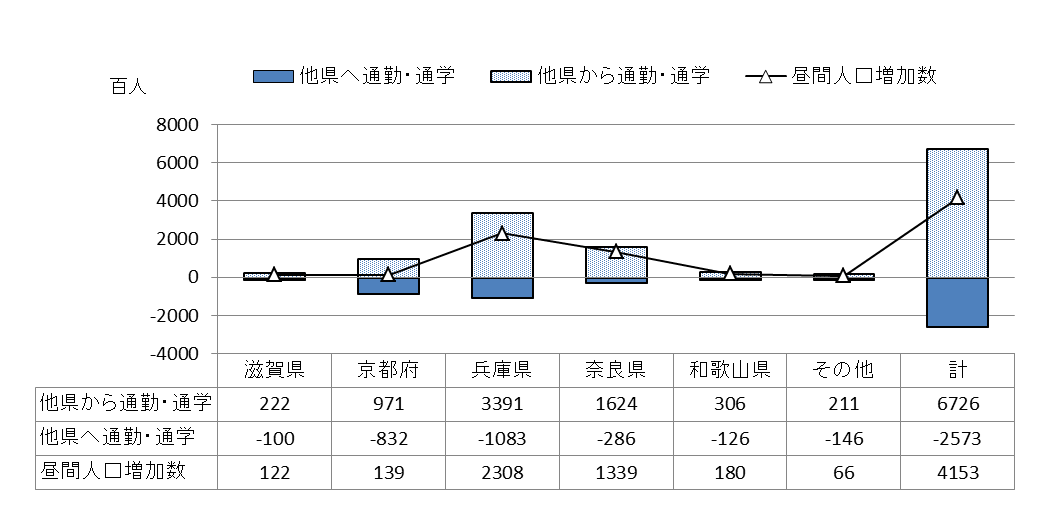 他県へ通勤・通学 他県から通勤・通学 昼間人口増加数
百人
8000
6000
4000
2000
0
-2000
-4000
滋賀県 京都府 兵庫県 奈良県 和歌山県 その他 計
他県から通勤・通学 222 971 3391 1624 306 211 6726
他県へ通勤・通学 -100 -832 -1083 -286 -126 -146 -2573
昼間人口増加数 122 139 2308 1339 180 66 4153